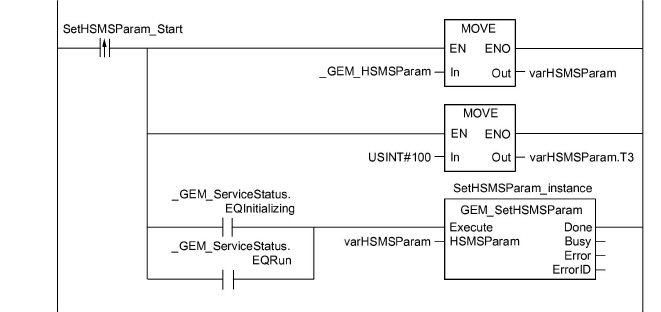 SetHSMSParam_Start
MOVE
EN ENO
_GEM_HSMSParam In Out varHSMSParam
MOVE
EN ENO
USINT#100 In Out varHSMSParam.T3
_GEM_ServiceStatus.
EQInitializing
SetHSMSParam_instance
GEM_SetHSMSParam
Execute Done
varHSMSParam HSMSParam Busy
Error
ErrorID
_GEM_ServiceStatus.
EQRun